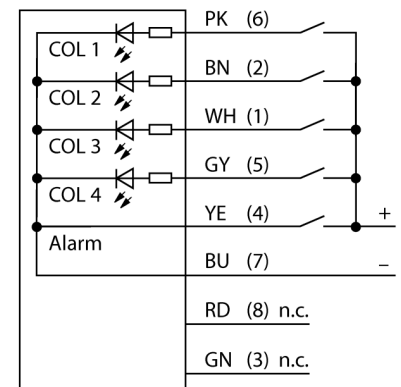 PK (6)
COL 1
BN (2)
COL 2
WH (1)
COL 3
GY (5)
COL 4
YE (4) +
Alarm
BU (7) –
RD (8) n.c.
GN (3) n.c.